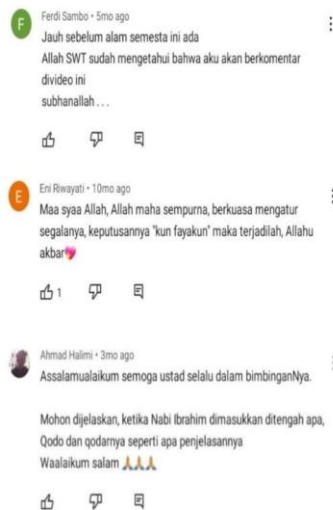 F
Ferdi Sambo • 5mo ago
Jauh sebelum alam semesta ini ada
Allah SWT sudah mengetahui bahwa aku akan berkomentar
divideo ini
subhanallah . . .
E
Eni Riwayati • 10mo ago
Maa syaa Allah, Allah maha sempurna, berkuasa mengatur
segalanya, keputusannya "kun fayakun" maka terjadilah, Allahu
akbar💖
1
Ahmad Halimi • 3mo ago
Assalamualaikum semoga ustad selalu dalam bimbinganNya.
Mohon dijelaskan, ketika Nabi Ibrahim dimasukkan ditengah apa,
Qodo dan qodarnya seperti apa penjelasannya
Waalaikum salam 🙏🙏🙏